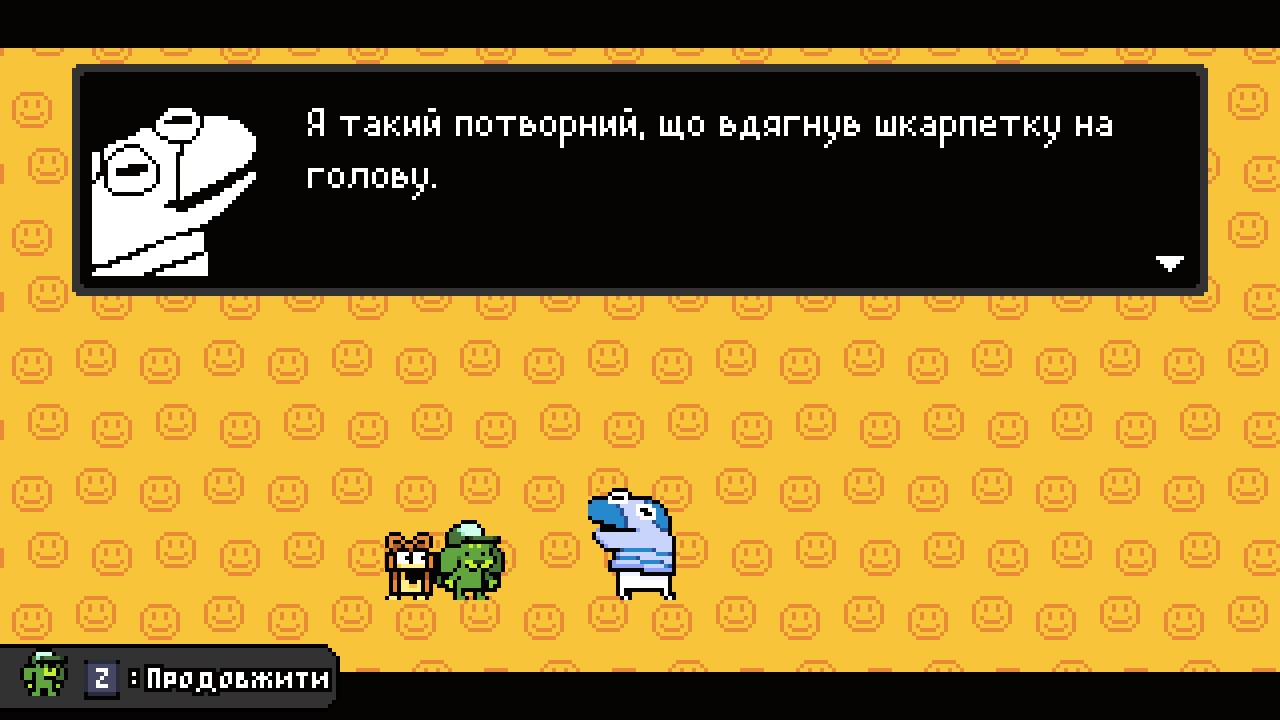 Я такий потворний, що вдягнув шкарпетку на
голову.
Z :Продовжити